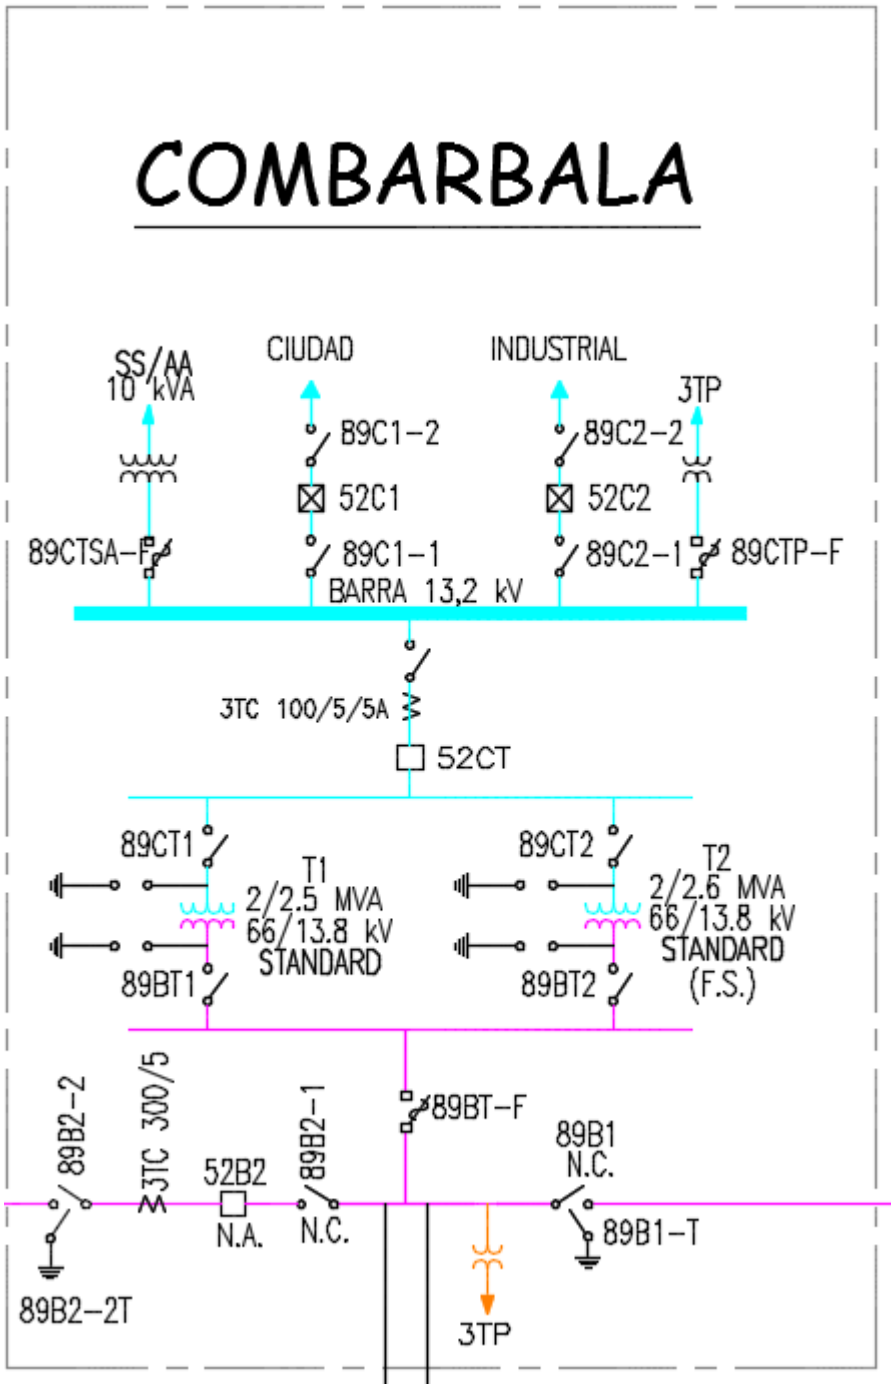 COMBARBALA
SS/AA
10 kVA
CIUDAD
INDUSTRIAL
3TP
89C1-2
89C2-2
52C1
52C2
89CTSA-F
89C1-1
89C2-1
89CTP-F
BARRA 13,2 kV
3TC 100/5/5A
52CT
89CT1
T1
2/2.5 MVA
66/13.8 kV
STANDARD
89BT1
89CT2
T2
2/2.6 MVA
66/13.8 kV
STANDARD
(F.S.)
89BT2
89BT-F
89B2-2
3TC 300/5
52B2
N.A.
89B2-1
N.C.
89B1
N.C.
89B1-T
89B2-2T
3TP